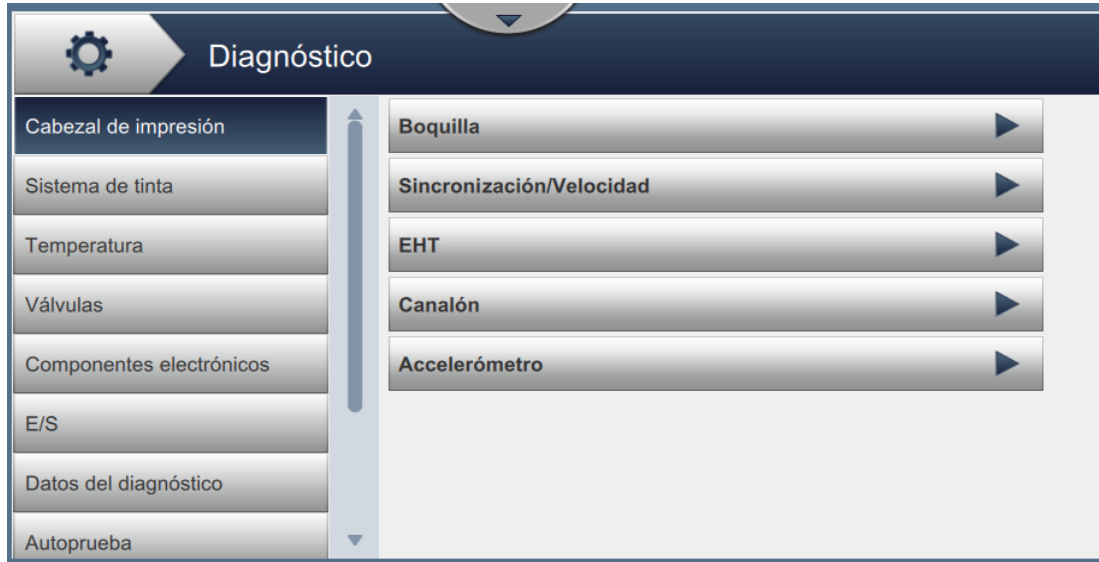 Diagnóstico
Cabezal de impresión
Sistema de tinta
Temperatura
Válvulas
Componentes electrónicos
E/S
Datos del diagnóstico
Autoprueba
Boquilla
Sincronización/Velocidad
EHT
Canalón
Accelerómetro